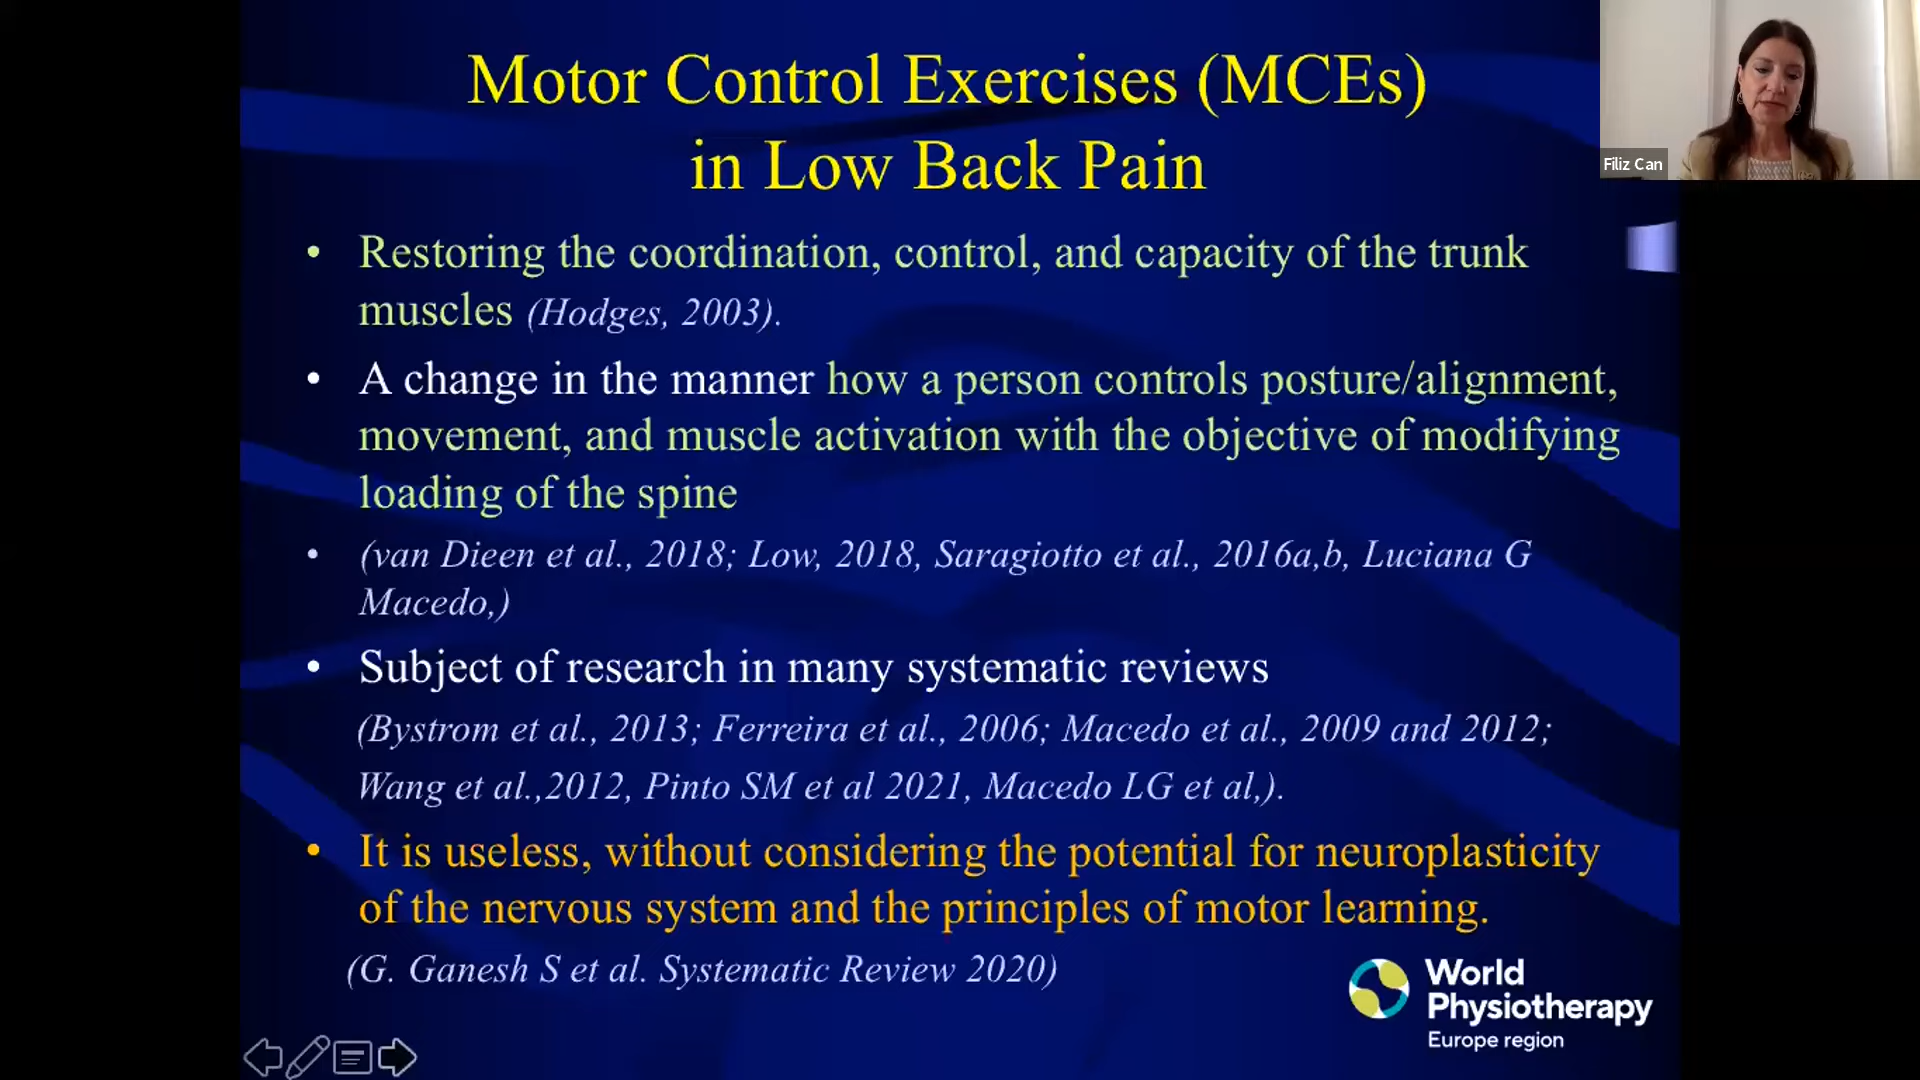 Motor Control Exercises (MCEs)
in Low Back Pain
Filiz Can
• Restoring the coordination, control, and capacity of the trunk
muscles (Hodges, 2003).
• A change in the manner how a person controls posture/alignment,
movement, and muscle activation with the objective of modifying
loading of the spine
• (van Dieen et al., 2018; Low, 2018, Saragiotto et al., 2016a,b, Luciana G
Macedo,)
• Subject of research in many systematic reviews
(Bystrom et al., 2013; Ferreira et al., 2006; Macedo et al., 2009 and 2012;
Wang et al.,2012, Pinto SM et al 2021, Macedo LG et al,).
• It is useless, without considering the potential for neuroplasticity
of the nervous system and the principles of motor learning.
(G. Ganesh S et al. Systematic Review 2020)
World
Physiotherapy
Europe region